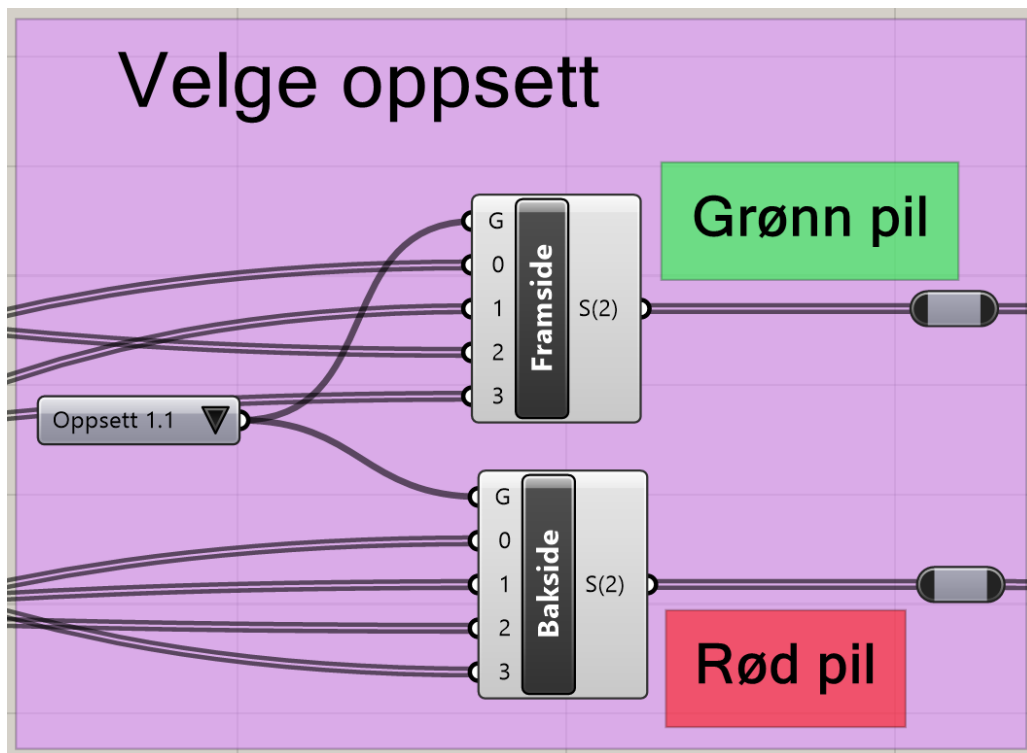 Velge oppsett
Grønn pil
G
0
1
2
3
Framside
S(2)
Oppsett 1.1
G
0
1
2
3
Bakside
S(2)
Rød pil